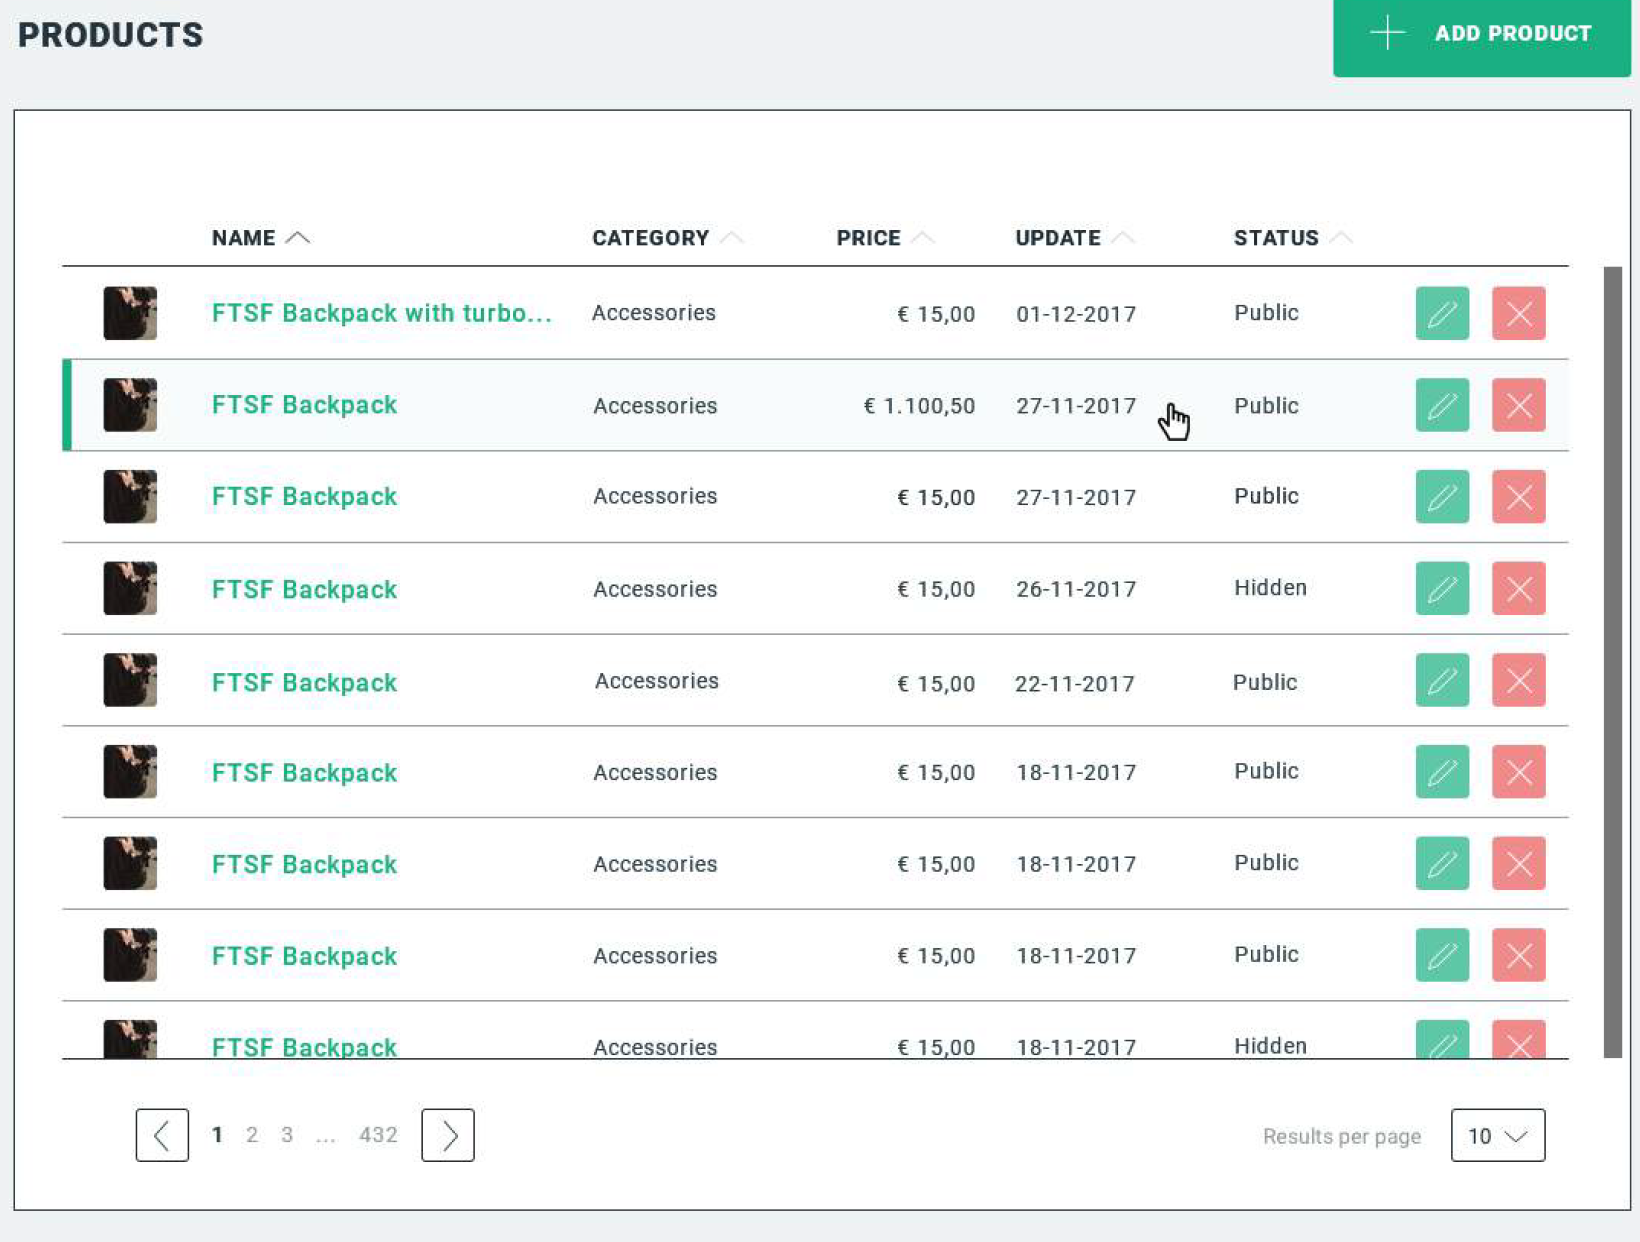 PRODUCTS
ADD PRODUCT
NAME CATEGORY PRICE UPDATE STATUS
FTSF Backpack with turbo... Accessories € 15,00 01-12-2017 Public
FTSF Backpack Accessories € 1.100,50 27-11-2017 Public
FTSF Backpack Accessories € 15,00 27-11-2017 Public
FTSF Backpack Accessories € 15,00 26-11-2017 Hidden
FTSF Backpack Accessories € 15,00 22-11-2017 Public
FTSF Backpack Accessories € 15,00 18-11-2017 Public
FTSF Backpack Accessories € 15,00 18-11-2017 Public
FTSF Backpack Accessories € 15,00 18-11-2017 Public
FTSF Backpack Accessories € 15,00 18-11-2017 Hidden
1 2 3 ... 432 Results per page 10